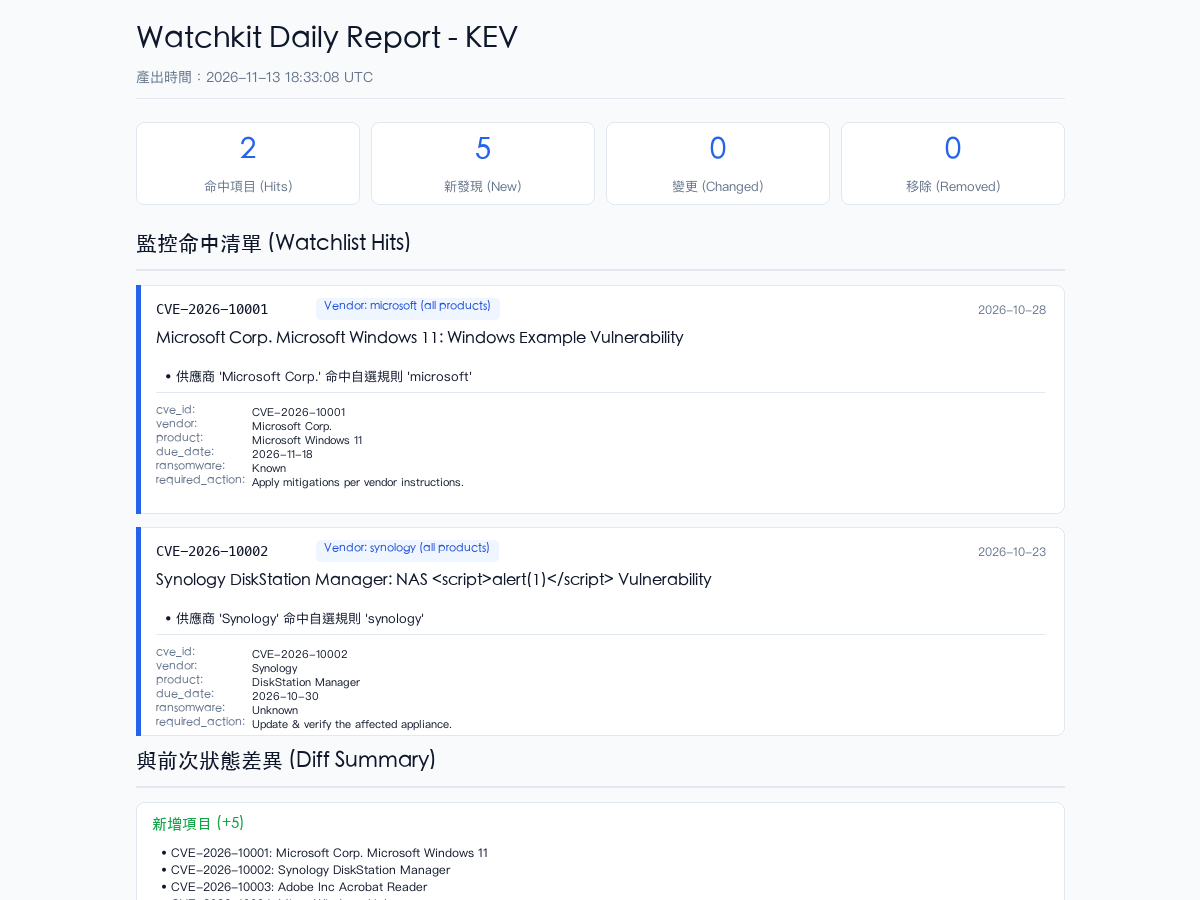 Watchkit Daily Report - KEV
產出時間：2026-11-13 18:33:08 UTC
2
命中項目 (Hits)
5
新發現 (New)
0
變更 (Changed)
0
移除 (Removed)
監控命中清單 (Watchlist Hits)
CVE-2026-10001 Vendor: microsoft (all products) 2026-10-28
Microsoft Corp. Microsoft Windows 11: Windows Example Vulnerability
• 供應商 'Microsoft Corp.' 命中自選規則 'microsoft'
cve_id: CVE-2026-10001
vendor: Microsoft Corp.
product: Microsoft Windows 11
due_date: 2026-11-18
ransomware: Known
required_action: Apply mitigations per vendor instructions.
CVE-2026-10002 Vendor: synology (all products) 2026-10-23
Synology DiskStation Manager: NAS <script>alert(1)</script> Vulnerability
• 供應商 'Synology' 命中自選規則 'synology'
cve_id: CVE-2026-10002
vendor: Synology
product: DiskStation Manager
due_date: 2026-10-30
ransomware: Unknown
required_action: Update & verify the affected appliance.
與前次狀態差異 (Diff Summary)
新增項目 (+5)
• CVE-2026-10001: Microsoft Corp. Microsoft Windows 11
• CVE-2026-10002: Synology DiskStation Manager
• CVE-2026-10003: Adobe Inc Acrobat Reader